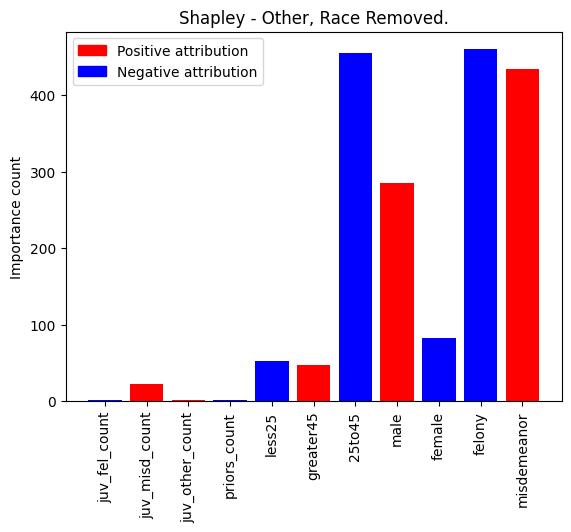 Shapley - Other, Race Removed.
Positive attribution
Negative attribution
Importance count
400
300
200
100
0
juv_fel_count
juv_misd_count
juv_other_count
priors_count
less25
greater45
25to45
male
female
felony
misdemeanor